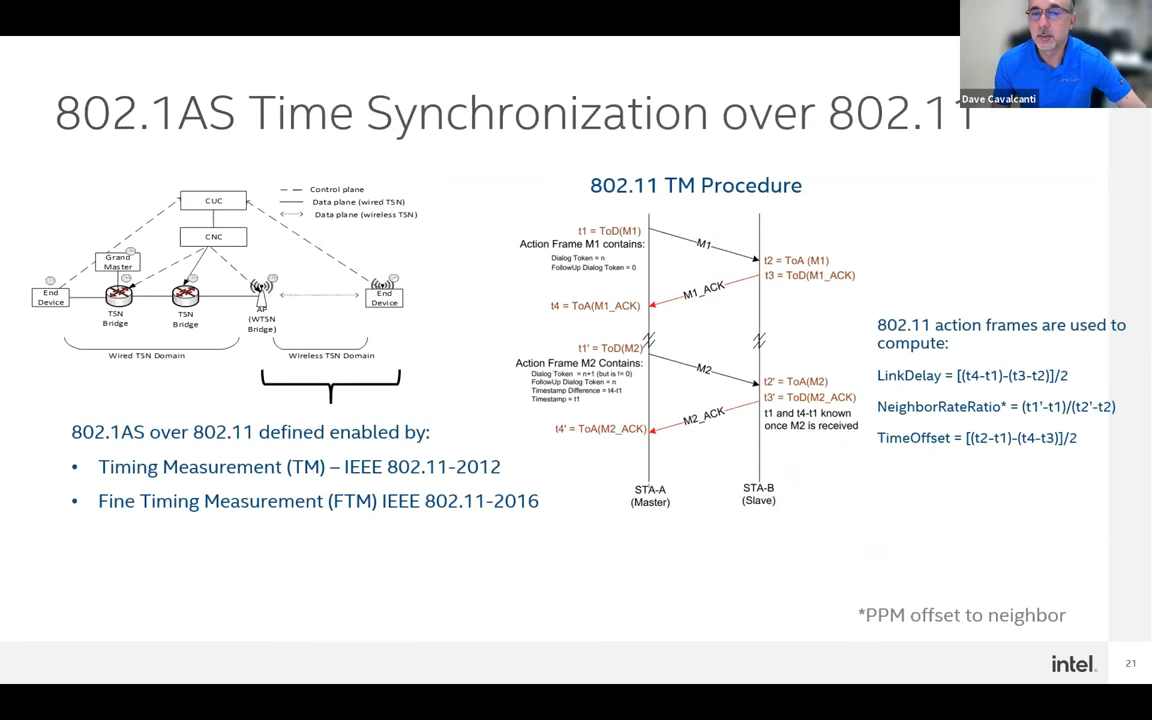 Dave Cavalcanti
802.1AS Time Synchronization over 802.11
CUC
CNC
Grand
Master
End
Device
TSN
Bridge
TSN
Bridge
AP
(WTSN
Bridge)
End
Device
Control plane
Data plane (wired TSN)
Data plane (wireless TSN)
Wired TSN Domain
Wireless TSN Domain
802.1AS over 802.11 defined enabled by:
• Timing Measurement (TM) – IEEE 802.11-2012
• Fine Timing Measurement (FTM) IEEE 802.11-2016
802.11 TM Procedure
t1 = ToD(M1)
Action Frame M1 contains:
Dialog Token = n
FollowUp Dialog Token = 0
M1
t2 = ToA (M1)
t3 = ToD(M1_ACK)
M1_ACK
t4 = ToA(M1_ACK)
t1' = ToD(M2)
Action Frame M2 Contains:
Dialog Token = n+1 (but is != 0)
FollowUp Dialog Token = n
Timestamp Difference = t4-t1
Timestamp = t1
M2
t2' = ToA(M2)
t3' = ToD(M2_ACK)
t1 and t4-t1 known
once M2 is received
M2_ACK
t4' = ToA(M2_ACK)
STA-A
(Master)
STA-B
(Slave)
802.11 action frames are used to
compute:
LinkDelay = [(t4-t1)-(t3-t2)]/2
NeighborRateRatio* = (t1'-t1)/(t2'-t2)
TimeOffset = [(t2-t1)-(t4-t3)]/2
*PPM offset to neighbor
intel.
21